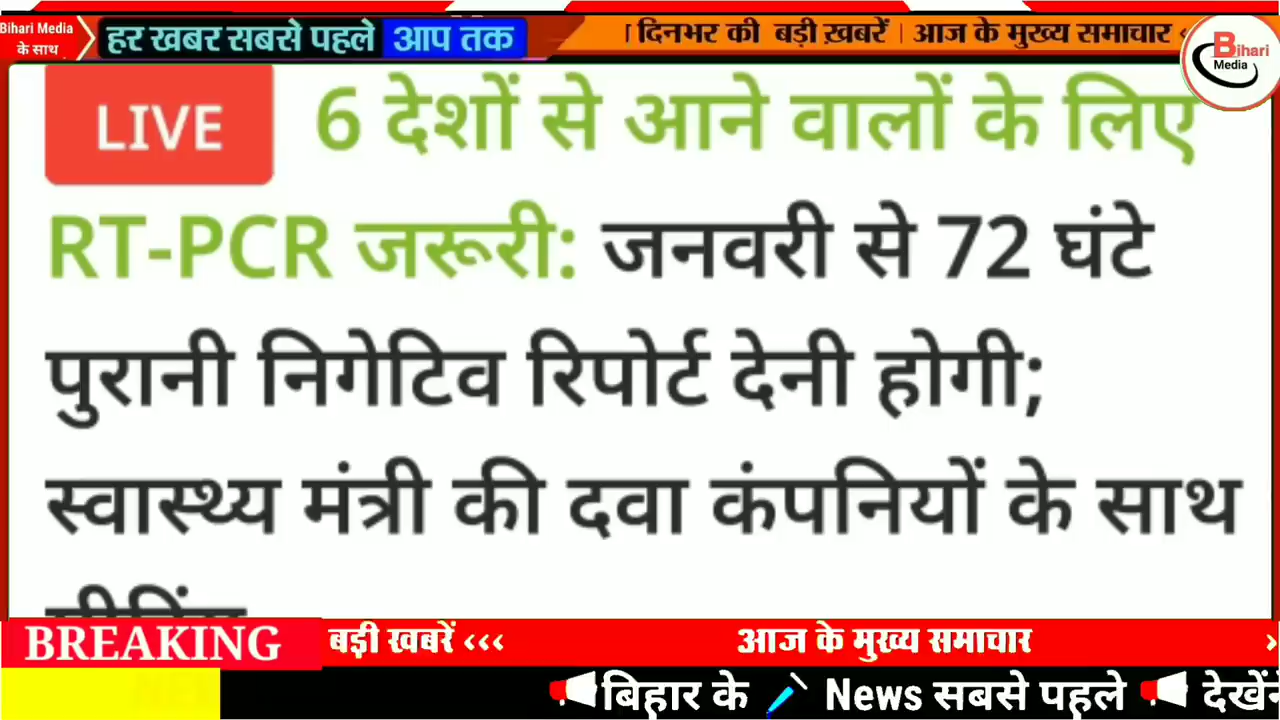 Bihari Media
के साथ
हर खबर सबसे पहले आप तक
दिनभर की बड़ी ख़बरें | आज के मुख्य समाचार
Bihari
Media
LIVE 6 देशों से आने वालों के लिए
RT-PCR जरूरी: जनवरी से 72 घंटे
पुरानी निगेटिव रिपोर्ट देनी होगी;
स्वास्थ्य मंत्री की दवा कंपनियों के साथ
BREAKING बड़ी खबरें ‹‹‹ आज के मुख्य समाचार
बिहार के News सबसे पहले देखें